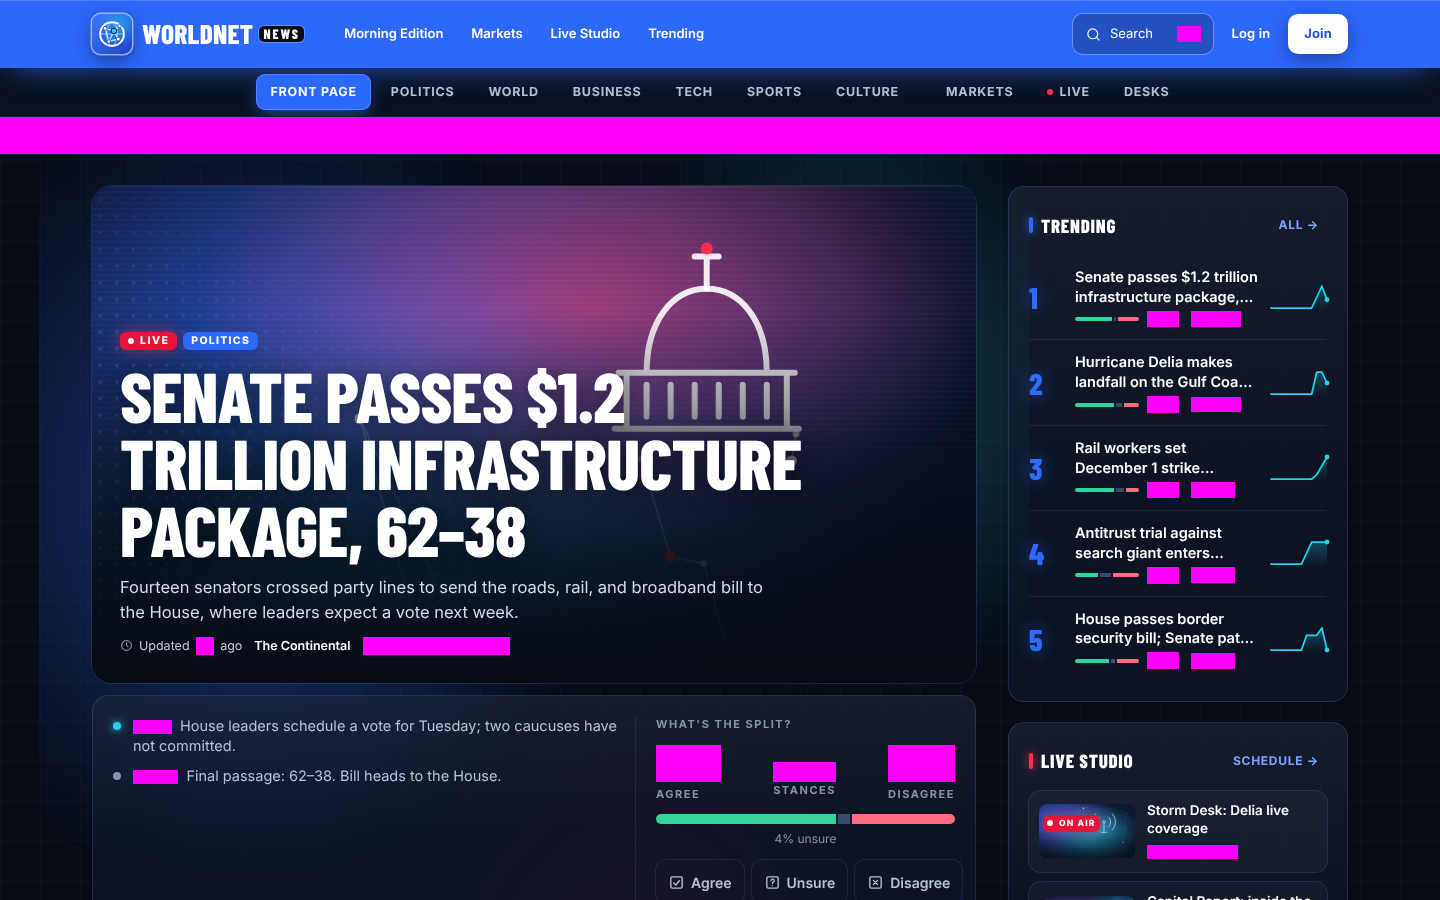 WORLDNET NEWS
Morning Edition
Markets
Live Studio
Trending
Search
Log in
Join
FRONT PAGE
POLITICS
WORLD
BUSINESS
TECH
SPORTS
CULTURE
MARKETS
LIVE
DESKS
LIVE
POLITICS
SENATE PASSES $1.2
TRILLION INFRASTRUCTURE
PACKAGE, 62–38
Fourteen senators crossed party lines to send the roads, rail, and broadband bill to
the House, where leaders expect a vote next week.
Updated ago The Continental
House leaders schedule a vote for Tuesday; two caucuses have
not committed.
Final passage: 62–38. Bill heads to the House.
WHAT'S THE SPLIT?
AGREE
STANCES
DISAGREE
4% unsure
Agree
Unsure
Disagree
TRENDING
ALL →
1
Senate passes $1.2 trillion
infrastructure package,...
2
Hurricane Delia makes
landfall on the Gulf Coa...
3
Rail workers set
December 1 strike...
4
Antitrust trial against
search giant enters...
5
House passes border
security bill; Senate pat...
LIVE STUDIO
SCHEDULE →
ON AIR
Storm Desk: Delia live
coverage
Capitol Report: inside the